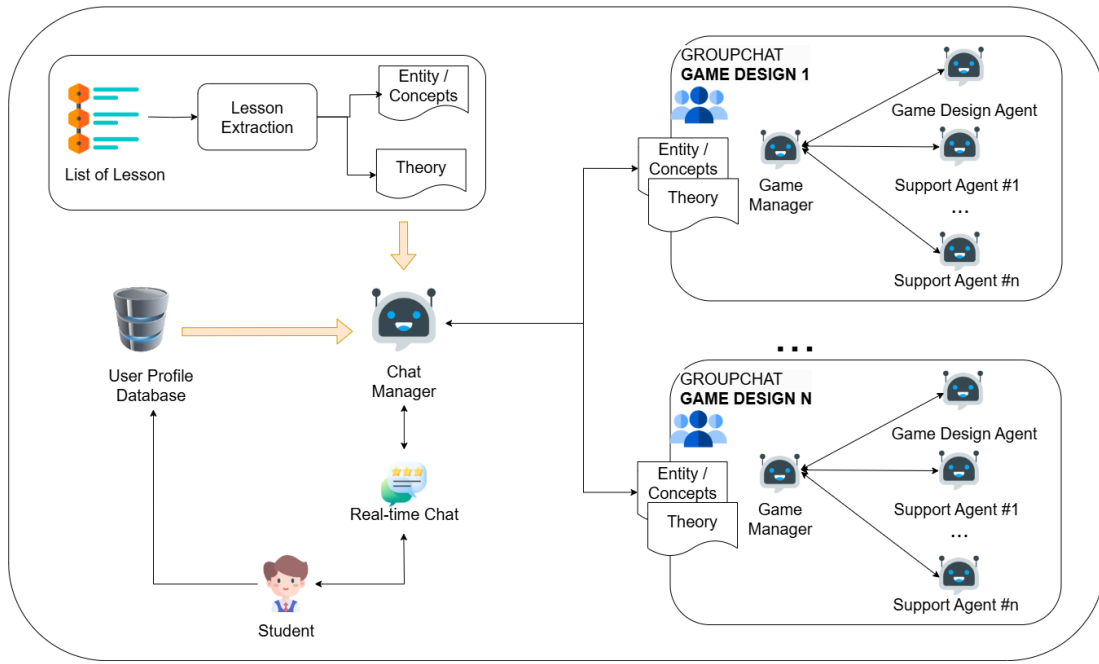 List of Lesson
Lesson
Extraction
Entity /
Concepts
Theory
User Profile
Database
Chat
Manager
Real-time Chat
Student
GROUPCHAT
GAME DESIGN 1
Entity /
Concepts
Theory
Game
Manager
Game Design Agent
Support Agent #1
...
Support Agent #n
...
GROUPCHAT
GAME DESIGN N
Entity /
Concepts
Theory
Game
Manager
Game Design Agent
Support Agent #1
...
Support Agent #n